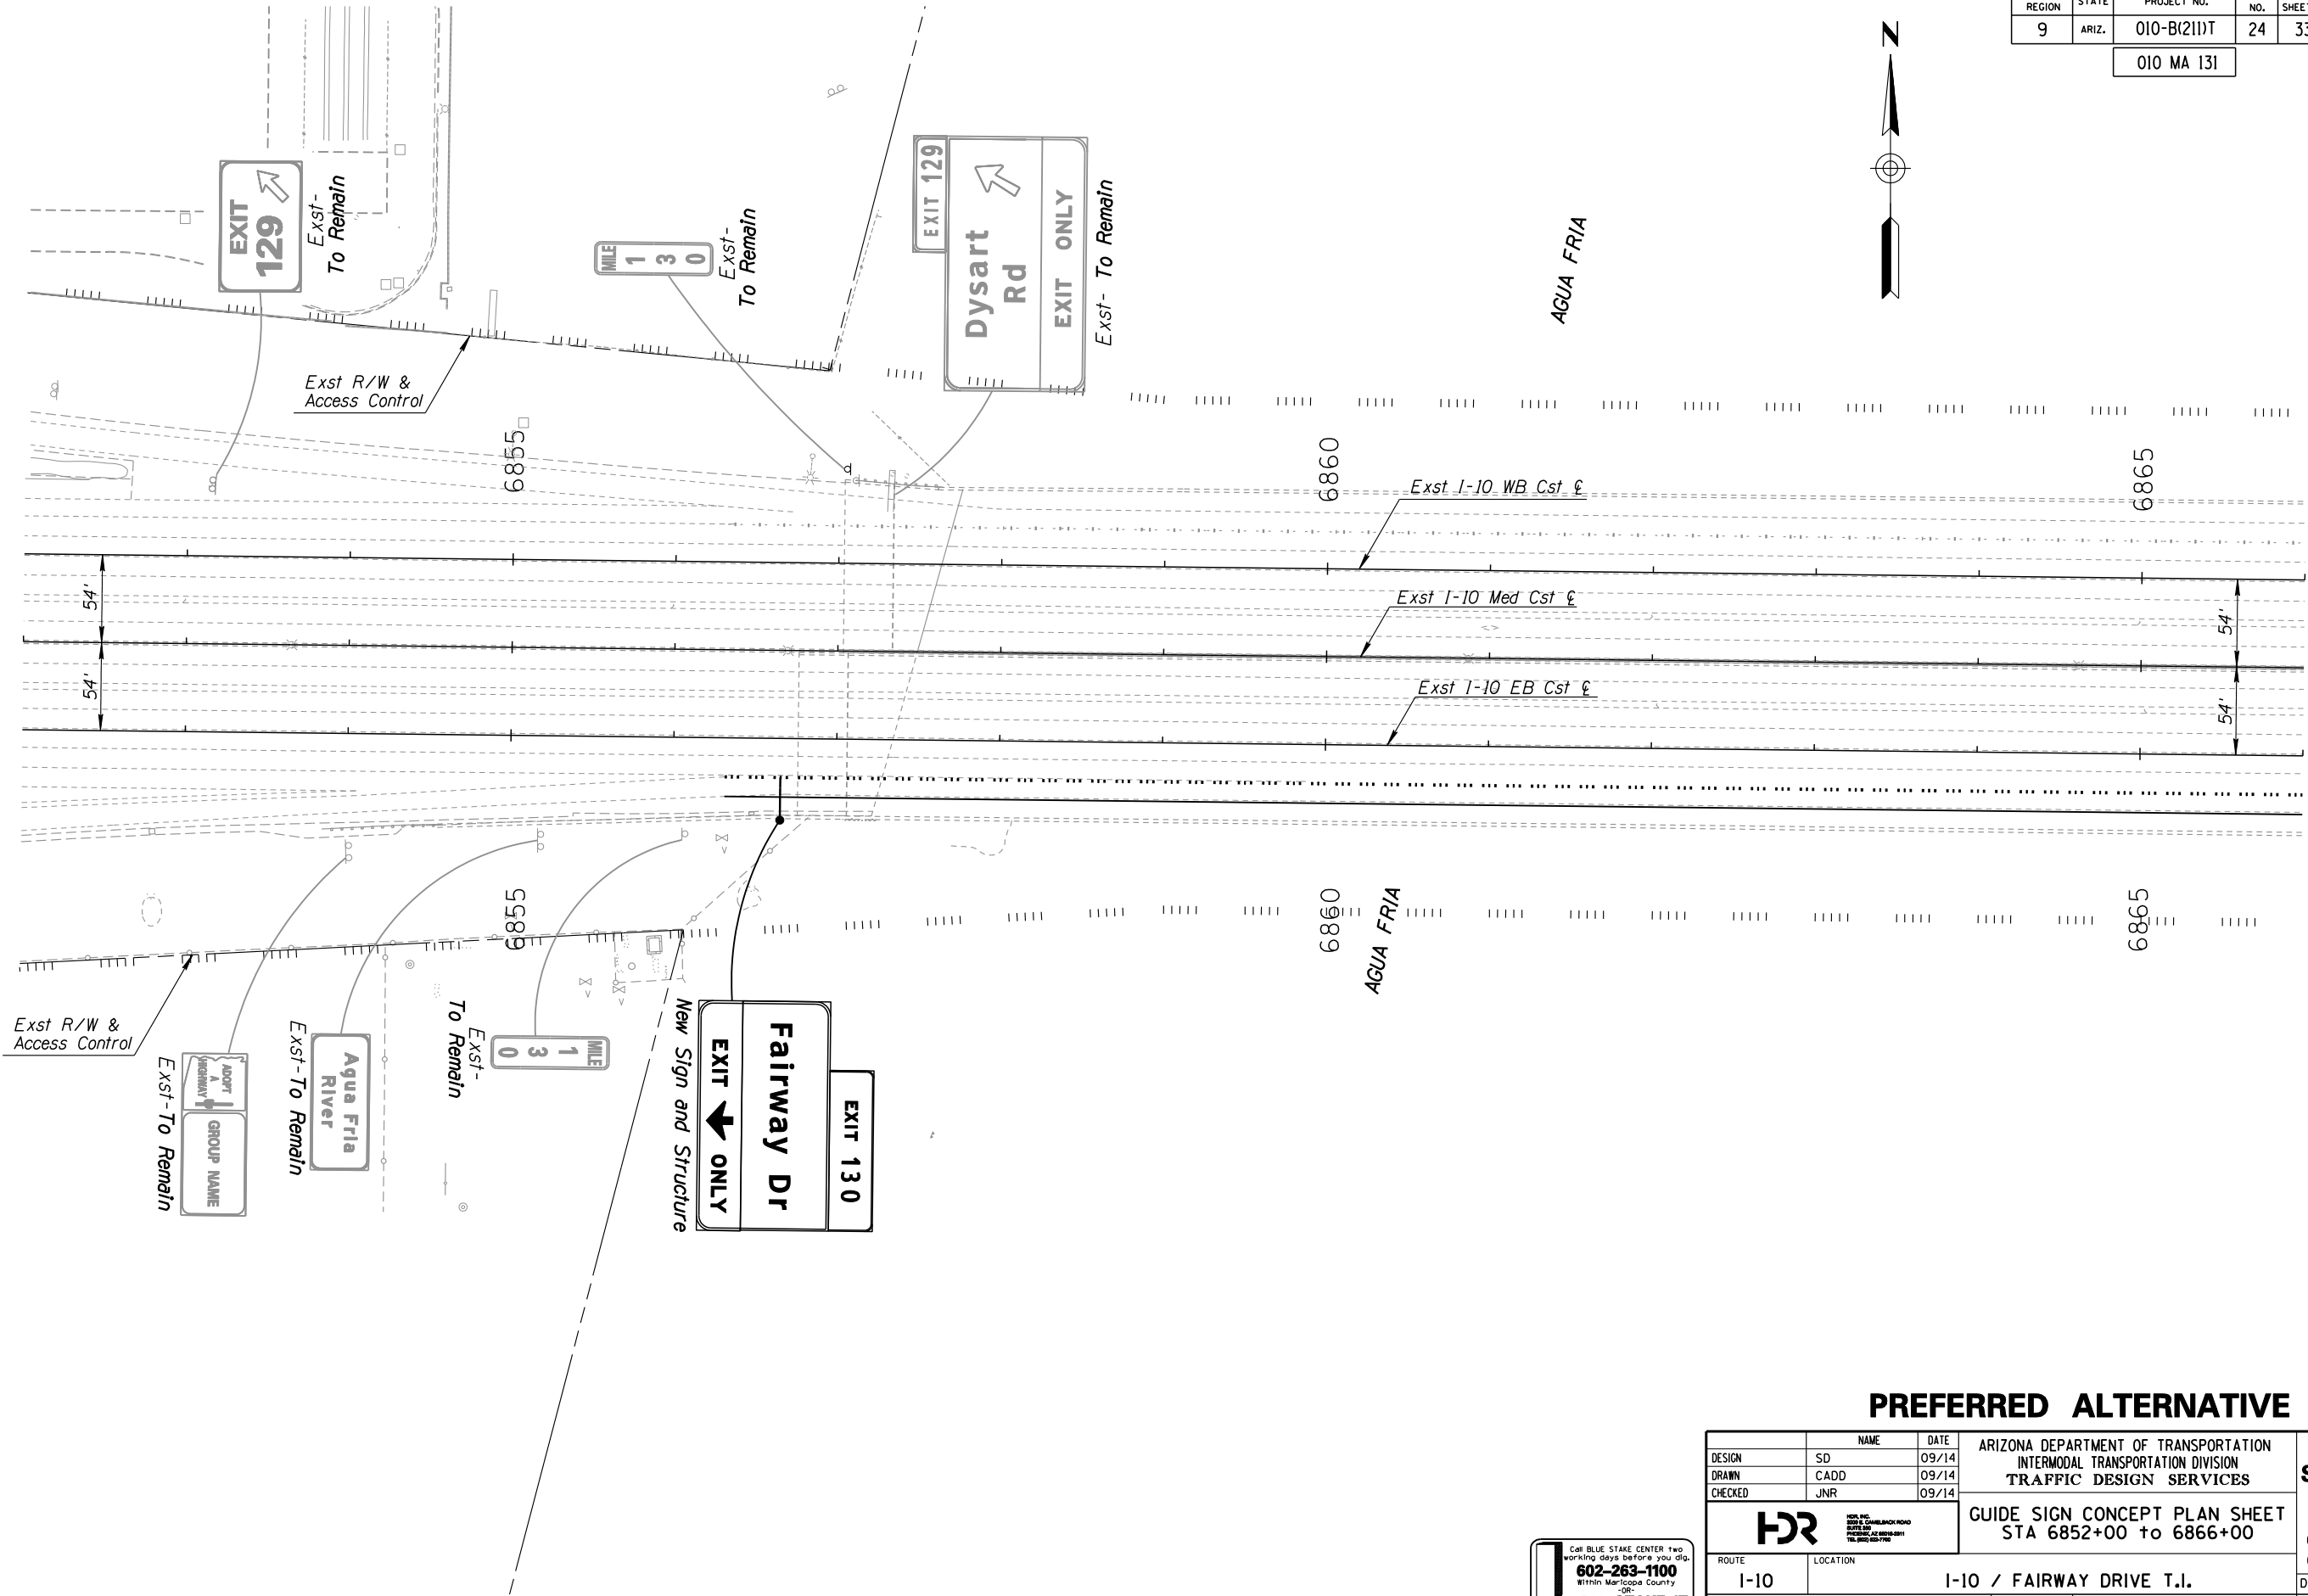 REGION STATE PROJECT NO. NO.
9 ARIZ. 010-B(211)T 24
010 MA 131
N
EXIT
129
Exst-
To Remain
MILE
1
3
0
Exst-
To Remain
EXIT 129
Dysart
Rd
EXIT ONLY
Exst- To Remain
AGUA FRIA
Exst R/W &
Access Control
6855
6860
6865
Exst I-10 WB Cst ℄
54'
Exst I-10 Med Cst ℄
54'
54'
Exst I-10 EB Cst ℄
54'
6855
6860
6865
AGUA FRIA
Exst R/W &
Access Control
ADOPT
A
HIGHWAY
GROUP NAME
Exst-To Remain
Agua Fria
River
Exst-To Remain
MILE
1
3
0
Exst-
To Remain
EXIT 130
Fairway Dr
EXIT ONLY
New Sign and Structure
PREFERRED ALTERNATIVE
NAME DATE
DESIGN SD 09/14
DRAWN CADD 09/14
CHECKED JNR 09/14
ARIZONA DEPARTMENT OF TRANSPORTATION
INTERMODAL TRANSPORTATION DIVISION
TRAFFIC DESIGN SERVICES
HDR
GUIDE SIGN CONCEPT PLAN SHEET
STA 6852+00 to 6866+00
ROUTE LOCATION
I-10 I-10 / FAIRWAY DRIVE T.I.
Call BLUE STAKE CENTER two
working days before you dig.
602-263-1100
Within Maricopa County
-OR-